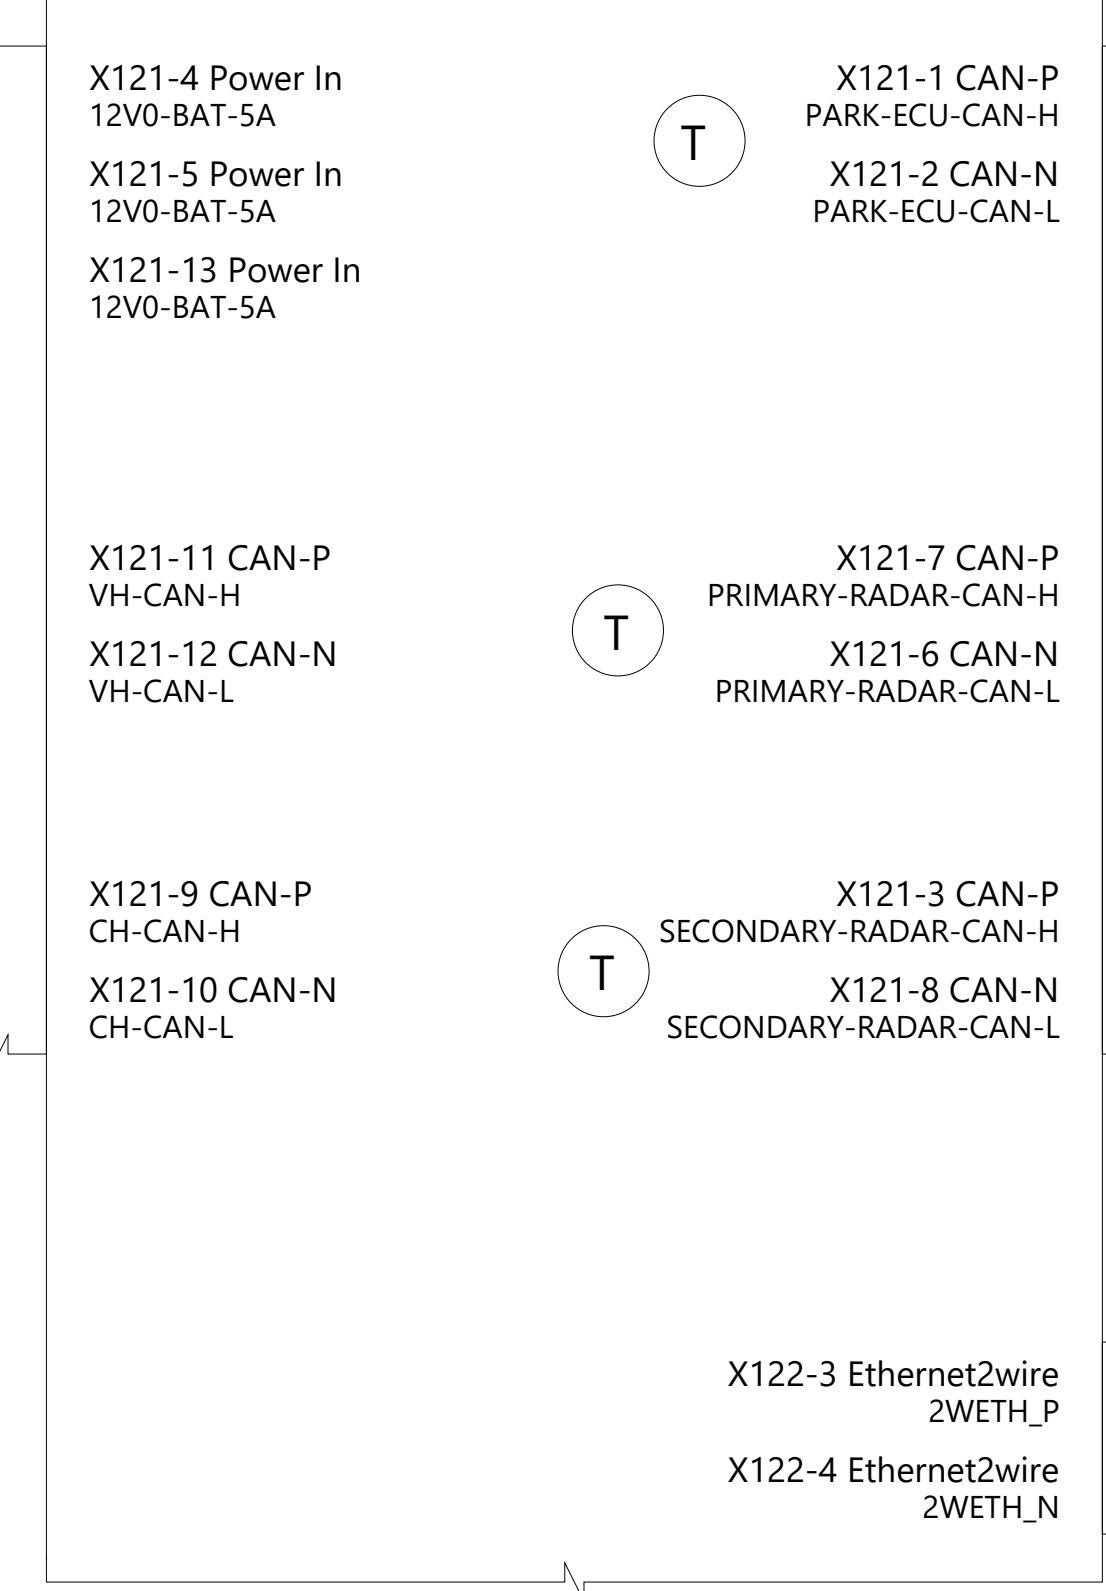 X121-4 Power In
12V0-BAT-5A
X121-5 Power In
12V0-BAT-5A
X121-13 Power In
12V0-BAT-5A
T
X121-1 CAN-P
PARK-ECU-CAN-H
X121-2 CAN-N
PARK-ECU-CAN-L
X121-11 CAN-P
VH-CAN-H
X121-12 CAN-N
VH-CAN-L
T
X121-7 CAN-P
PRIMARY-RADAR-CAN-H
X121-6 CAN-N
PRIMARY-RADAR-CAN-L
X121-9 CAN-P
CH-CAN-H
X121-10 CAN-N
CH-CAN-L
T
X121-3 CAN-P
SECONDARY-RADAR-CAN-H
X121-8 CAN-N
SECONDARY-RADAR-CAN-L
X122-3 Ethernet2wire
2WETH_P
X122-4 Ethernet2wire
2WETH_N